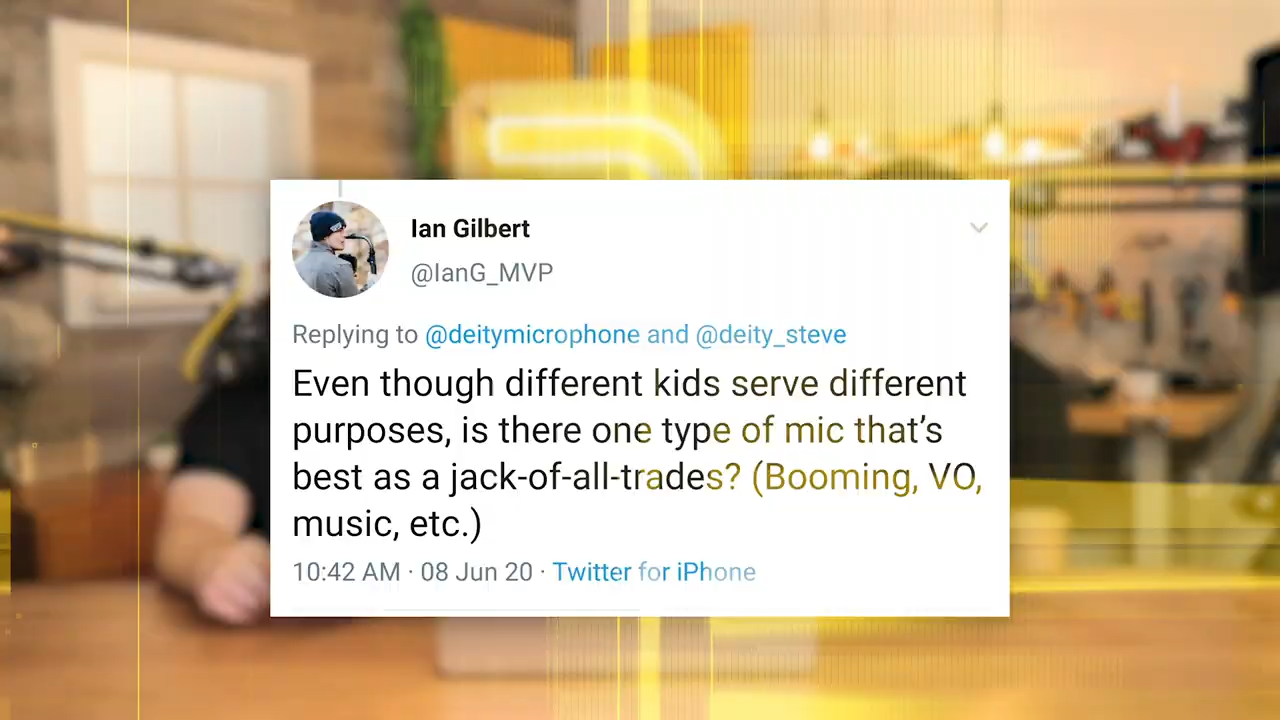 Ian Gilbert
@IanG_MVP
Replying to @deitymicrophone and @deity_steve
Even though different kids serve different
purposes, is there one type of mic that’s
best as a jack-of-all-trades? (Booming, VO,
music, etc.)
10:42 AM · 08 Jun 20 · Twitter for iPhone